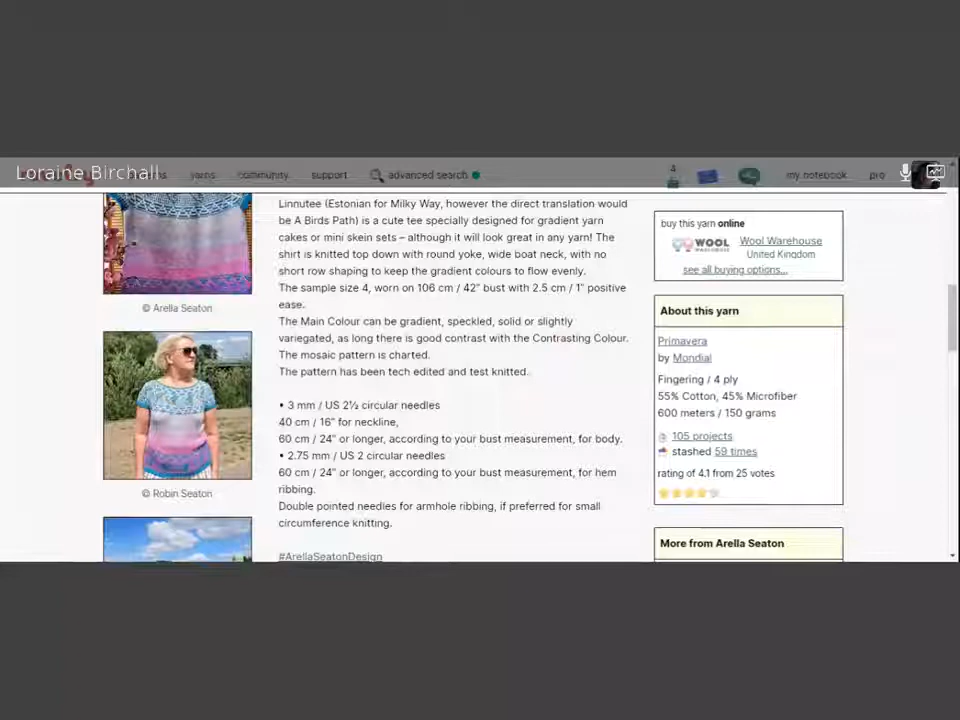 Loraine Birchall
yarns
community
support
advanced search
4
my notebook
pro
Linnutee (Estonian for Milky Way, however the direct translation would
be A Birds Path) is a cute tee specially designed for gradient yarn
cakes or mini skein sets – although it will look great in any yarn! The
shirt is knitted top down with round yoke, wide boat neck, with no
short row shaping to keep the gradient colours to flow evenly.
The sample size 4, worn on 106 cm / 42" bust with 2.5 cm / 1" positive
ease.
The Main Colour can be gradient, speckled, solid or slightly
variegated, as long there is good contrast with the Contrasting Colour.
The mosaic pattern is charted.
The pattern has been tech edited and test knitted.
• 3 mm / US 2½ circular needles
40 cm / 16" for neckline,
60 cm / 24" or longer, according to your bust measurement, for body.
• 2.75 mm / US 2 circular needles
60 cm / 24" or longer, according to your bust measurement, for hem
ribbing.
Double pointed needles for armhole ribbing, if preferred for small
circumference knitting.
#ArellaSeatonDesign
© Arella Seaton
© Robin Seaton
buy this yarn online
WOOL
WAREHOUSE
Wool Warehouse
United Kingdom
see all buying options...
About this yarn
Primavera
by Mondial
Fingering / 4 ply
55% Cotton, 45% Microfiber
600 meters / 150 grams
105 projects
stashed 59 times
rating of 4.1 from 25 votes
More from Arella Seaton